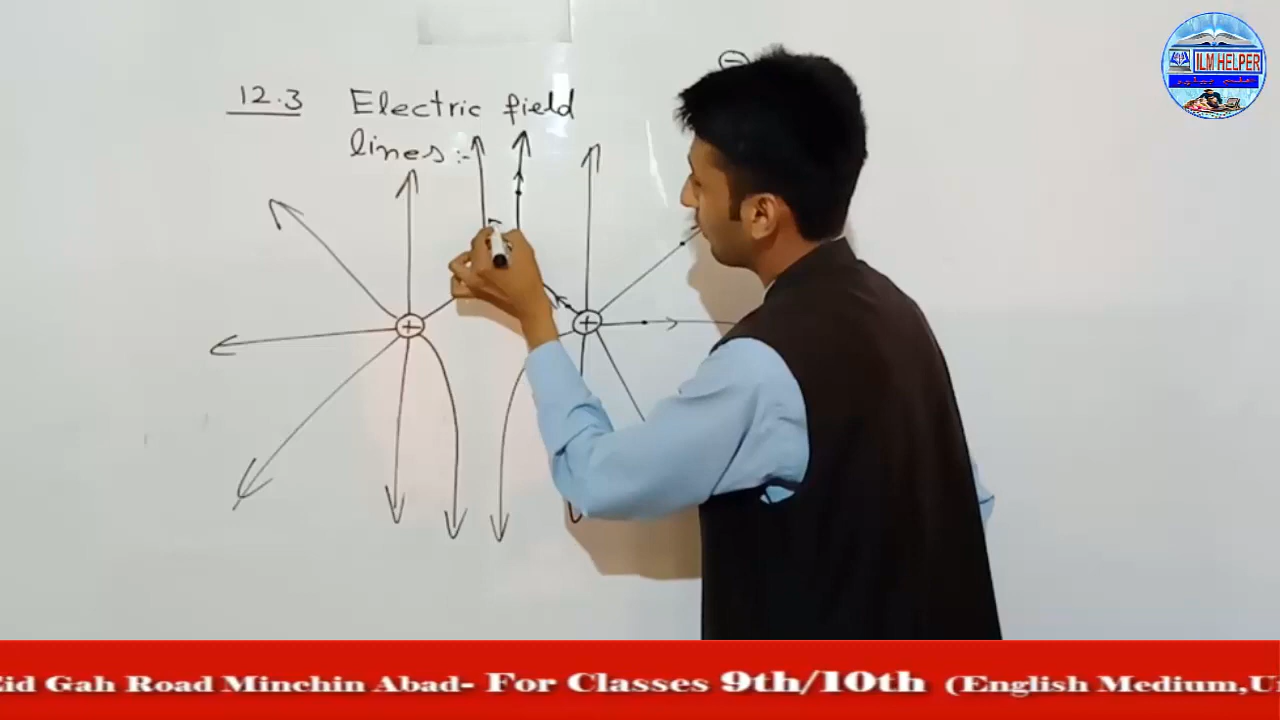 12.3 Electric field
lines:-
+
+
ILM HELPER
Eid Gah Road Minchin Abad- For Classes 9th/10th (English Medium,U